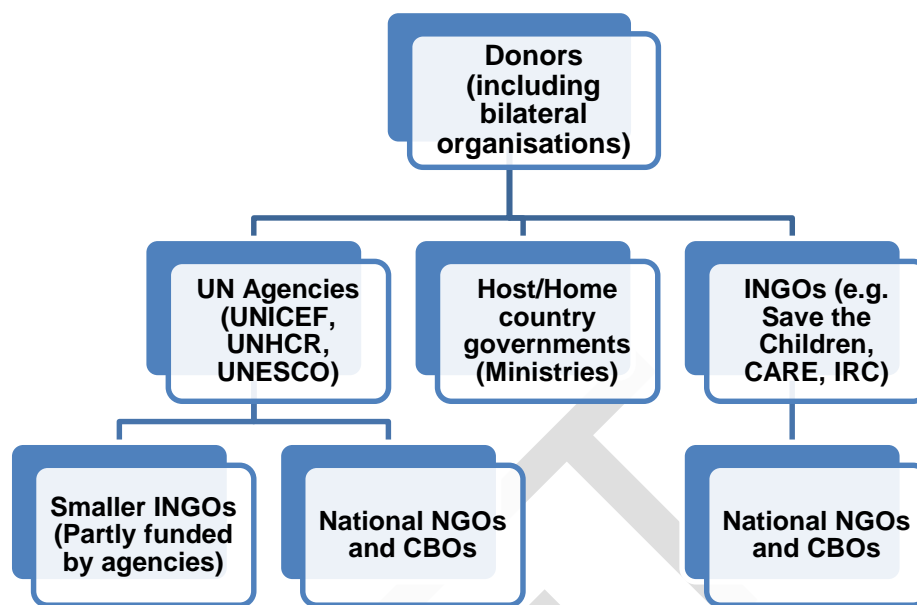 Donors
(including
bilateral
organisations)
UN Agencies
(UNICEF,
UNHCR,
UNESCO)
Host/Home
country
governments
(Ministries)
INGOs (e.g.
Save the
Children,
CARE, IRC)
Smaller INGOs
(Partly funded
by agencies)
National NGOs
and CBOs
National NGOs
and CBOs